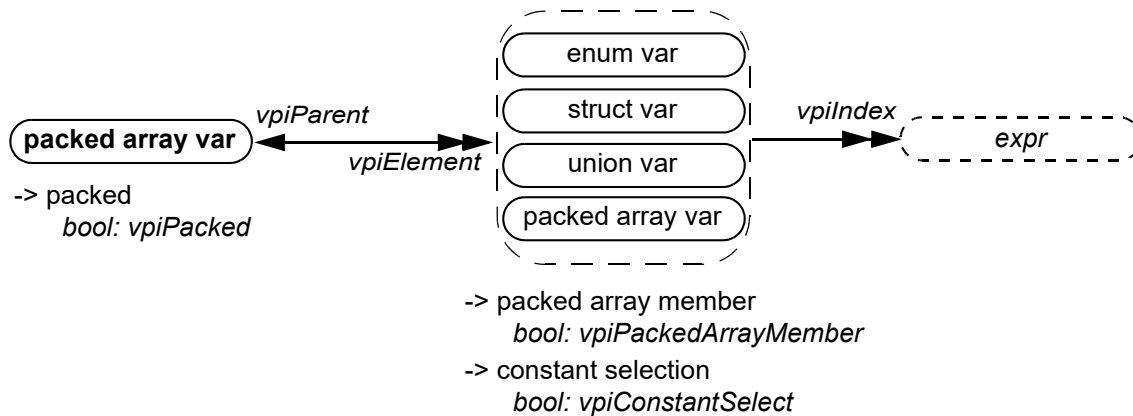 enum var
struct var
vpiParent
vpiIndex
packed array var
expr
vpiElement
union var
-> packed
bool: vpiPacked
packed array var
-> packed array member
bool: vpiPackedArrayMember
-> constant selection
bool: vpiConstantSelect